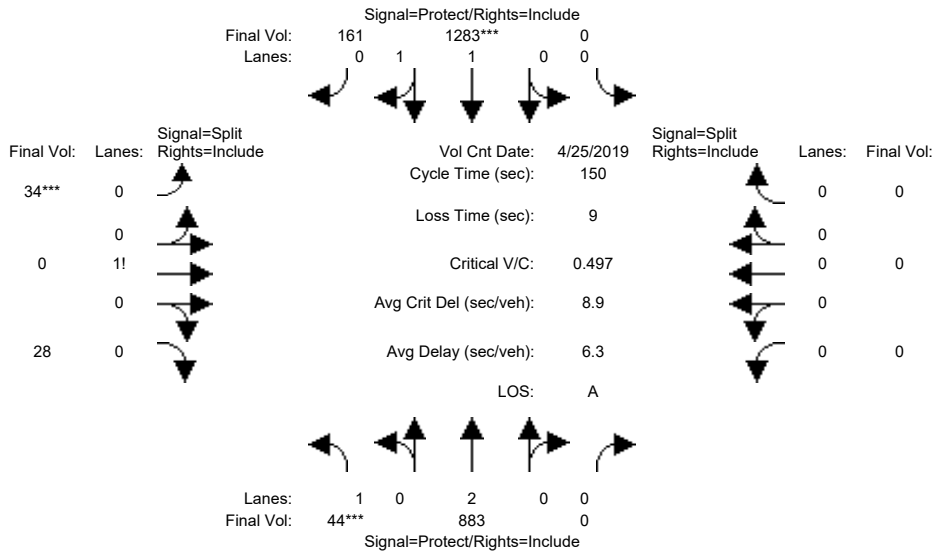 Signal=Protect/Rights=Include
Final Vol: 161 1283*** 0
Lanes: 0 1 1 0 0
Signal=Split Signal=Split
Final Vol: Lanes: Rights=Include Vol Cnt Date: 4/25/2019 Rights=Include Lanes: Final Vol:
Cycle Time (sec): 150
34*** 0 0 0
Loss Time (sec): 9
0 0
0 1! Critical V/C: 0.497 0 0
0 Avg Crit Del (sec/veh): 8.9 0
28 0 Avg Delay (sec/veh): 6.3 0 0
LOS: A
Lanes: 1 0 2 0 0
Final Vol: 44*** 883 0
Signal=Protect/Rights=Include